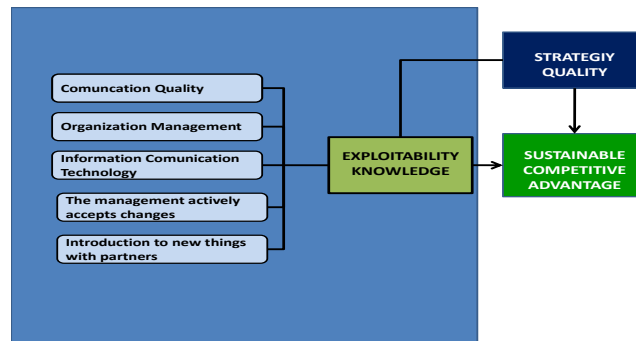 Comuncation Quality
Organization Management
Information Comunication
Technology
The management actively
accepts changes
Introduction to new things
with partners
EXPLOITABILITY
KNOWLEDGE
STRATEGIY
QUALITY
SUSTAINABLE
COMPETITIVE
ADVANTAGE